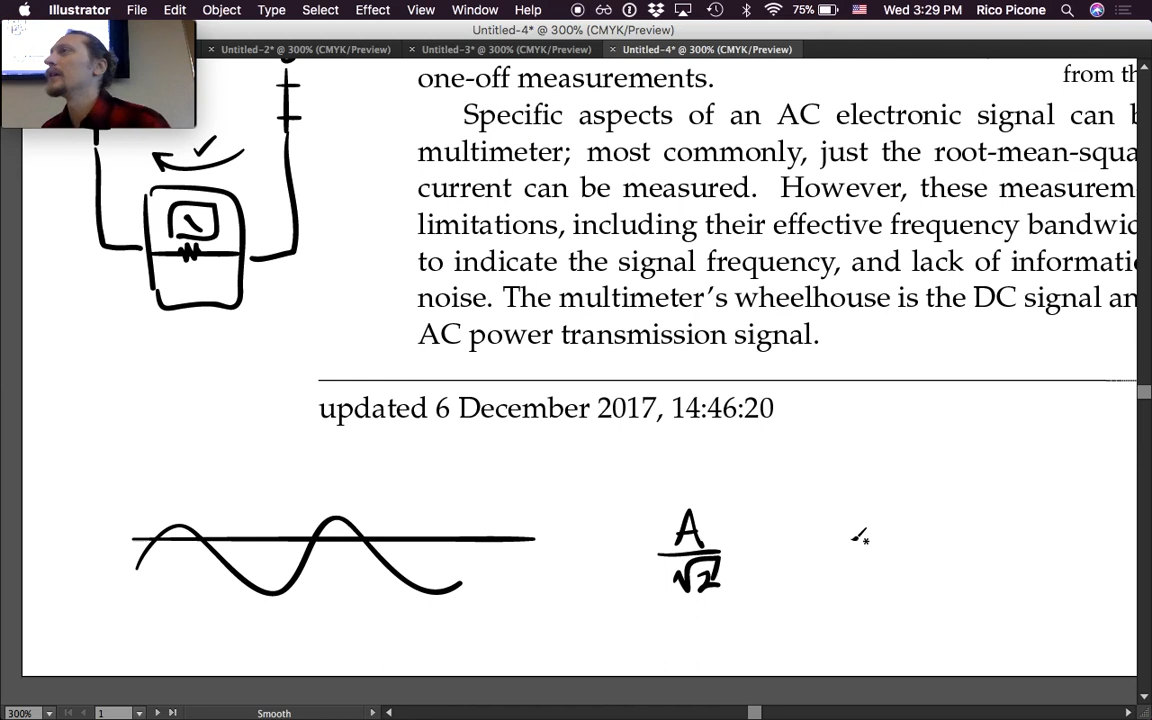 Illustrator File Edit Object Type Select Effect View Window Help 75% Wed 3:29 PM Rico Picone
Untitled-4* @ 300% (CMYK/Preview)
× Untitled-2* @ 300% (CMYK/Preview) × Untitled-3* @ 300% (CMYK/Preview) × Untitled-4* @ 300% (CMYK/Preview)
one-off measurements.
from th
Specific aspects of an AC electronic signal can b
multimeter; most commonly, just the root-mean-squa
current can be measured. However, these measurem
limitations, including their effective frequency bandwid
to indicate the signal frequency, and lack of informatio
noise. The multimeter's wheelhouse is the DC signal an
AC power transmission signal.
updated 6 December 2017, 14:46:20
A
√2
300% 1 Smooth